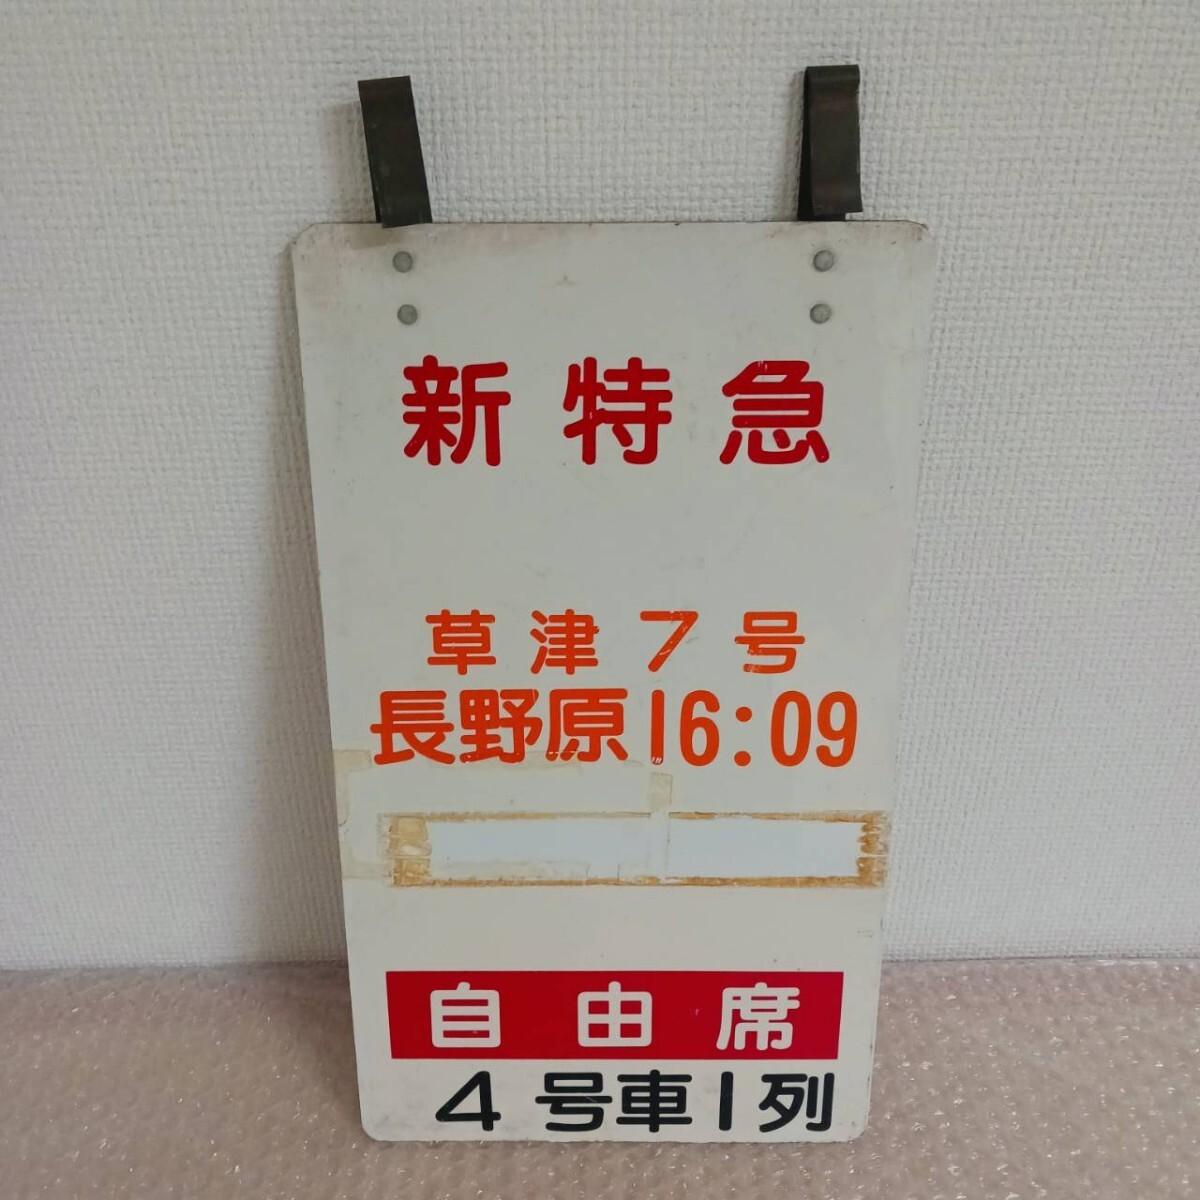 新特急
草津7号
長野原16:09
自由席
4号車1列